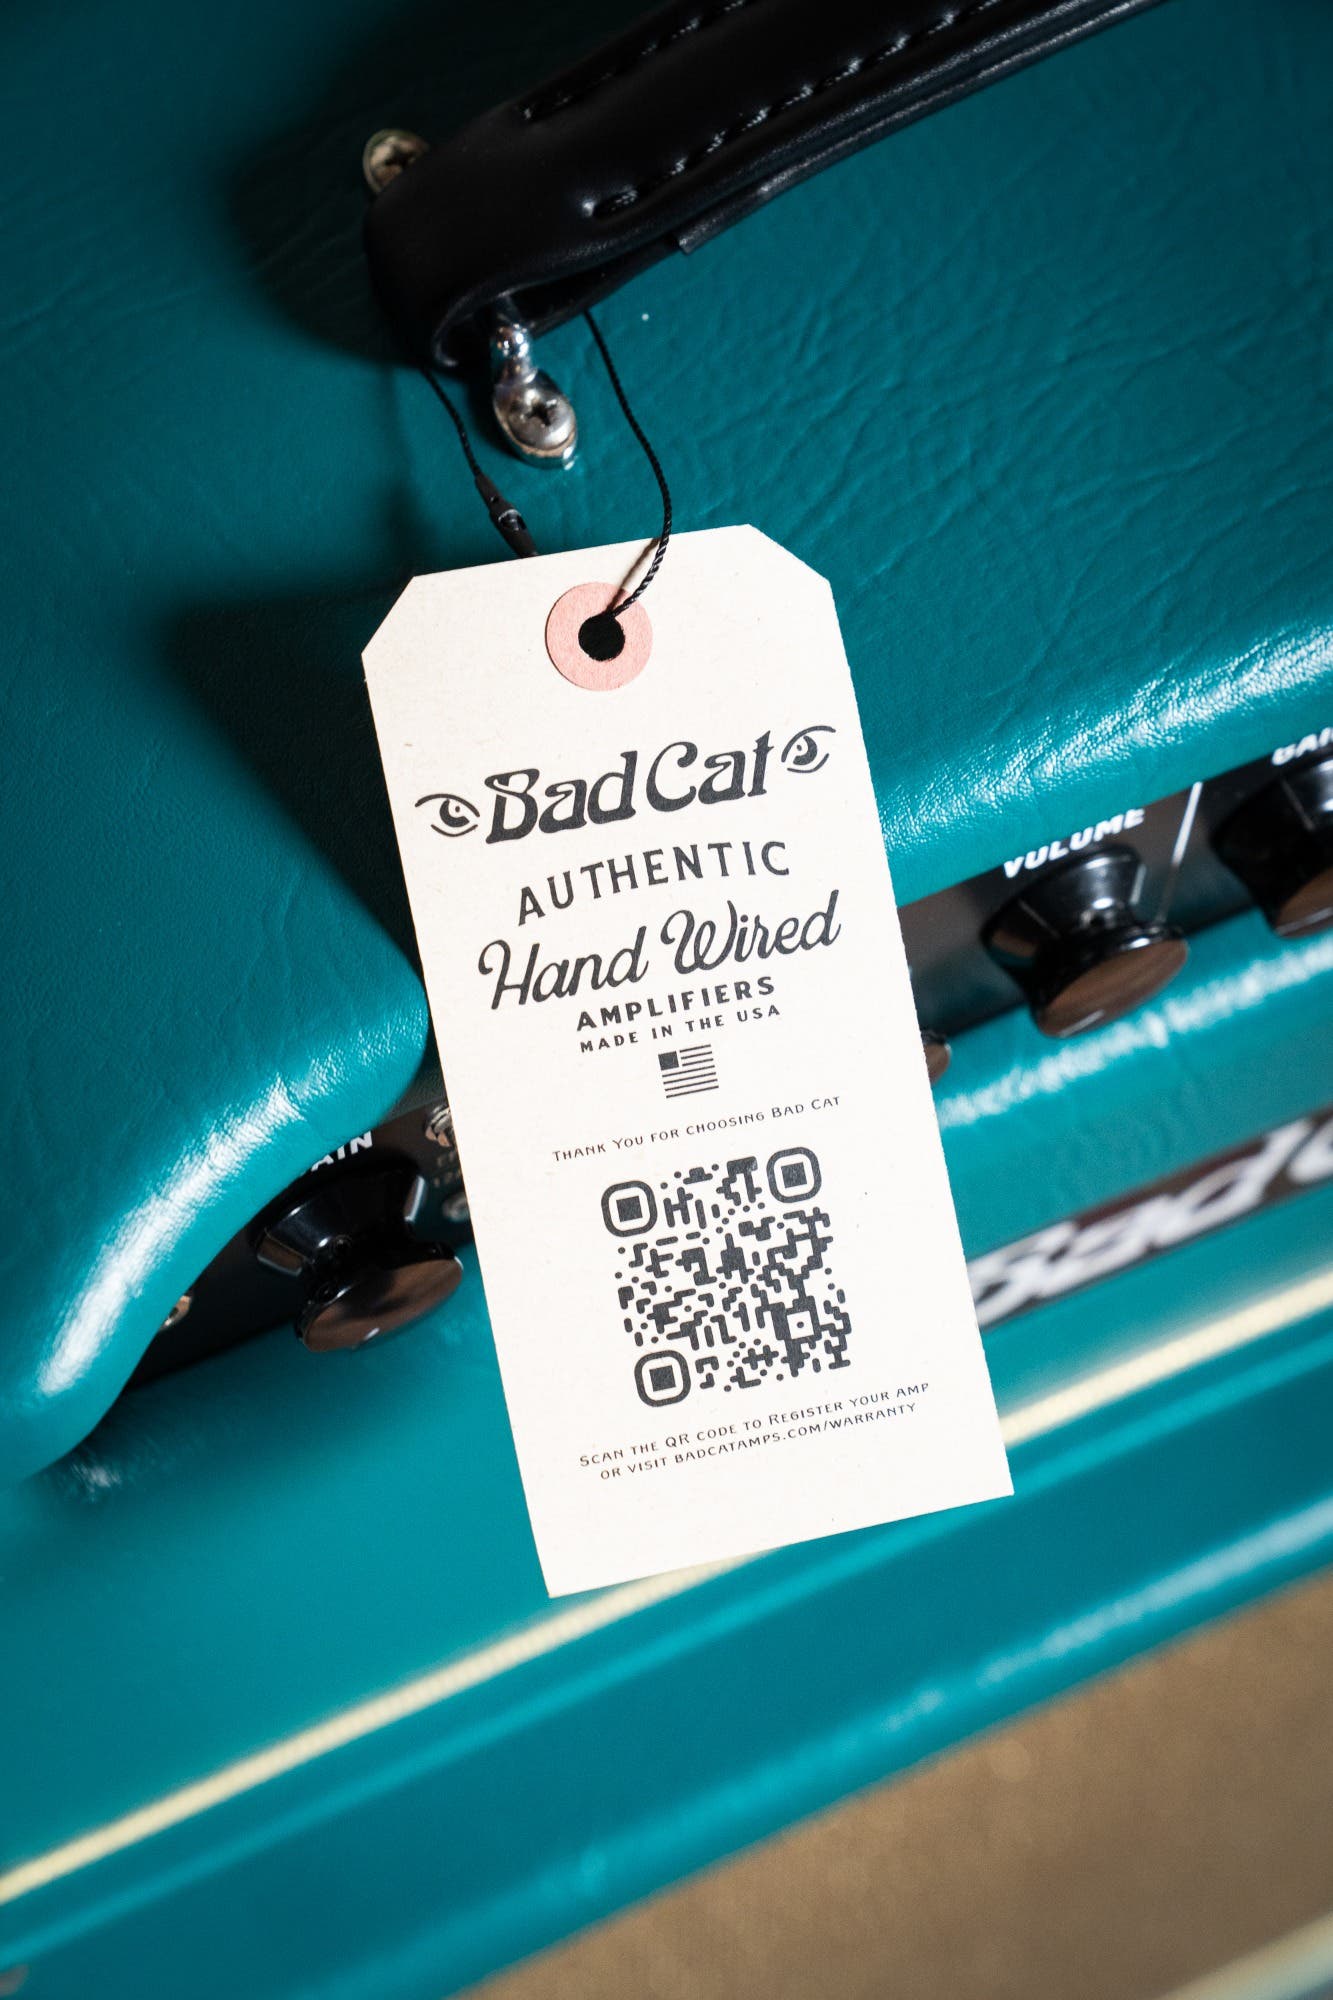 Bad Cat
AUTHENTIC
Hand Wired
AMPLIFIERS
MADE IN THE USA
THANK YOU FOR CHOOSING BAD CAT
SCAN THE QR CODE TO REGISTER YOUR AMP
OR VISIT BADCATAMPS.COM/WARRANTY
VOLUME